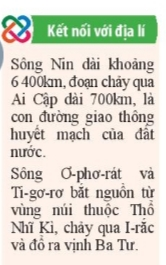 Kết nối với địa lí
Sông Nin dài khoảng
6 400km, đoạn chảy qua
Ai Cập dài 700km, là
con đường giao thông
huyết mạch của đất
nước.
Sông Ơ-phơ-rát và
Ti-gơ-rơ bắt nguồn từ
vùng núi thuộc Thổ
Nhĩ Kì, chảy qua I-rắc
và đổ ra vịnh Ba Tư.